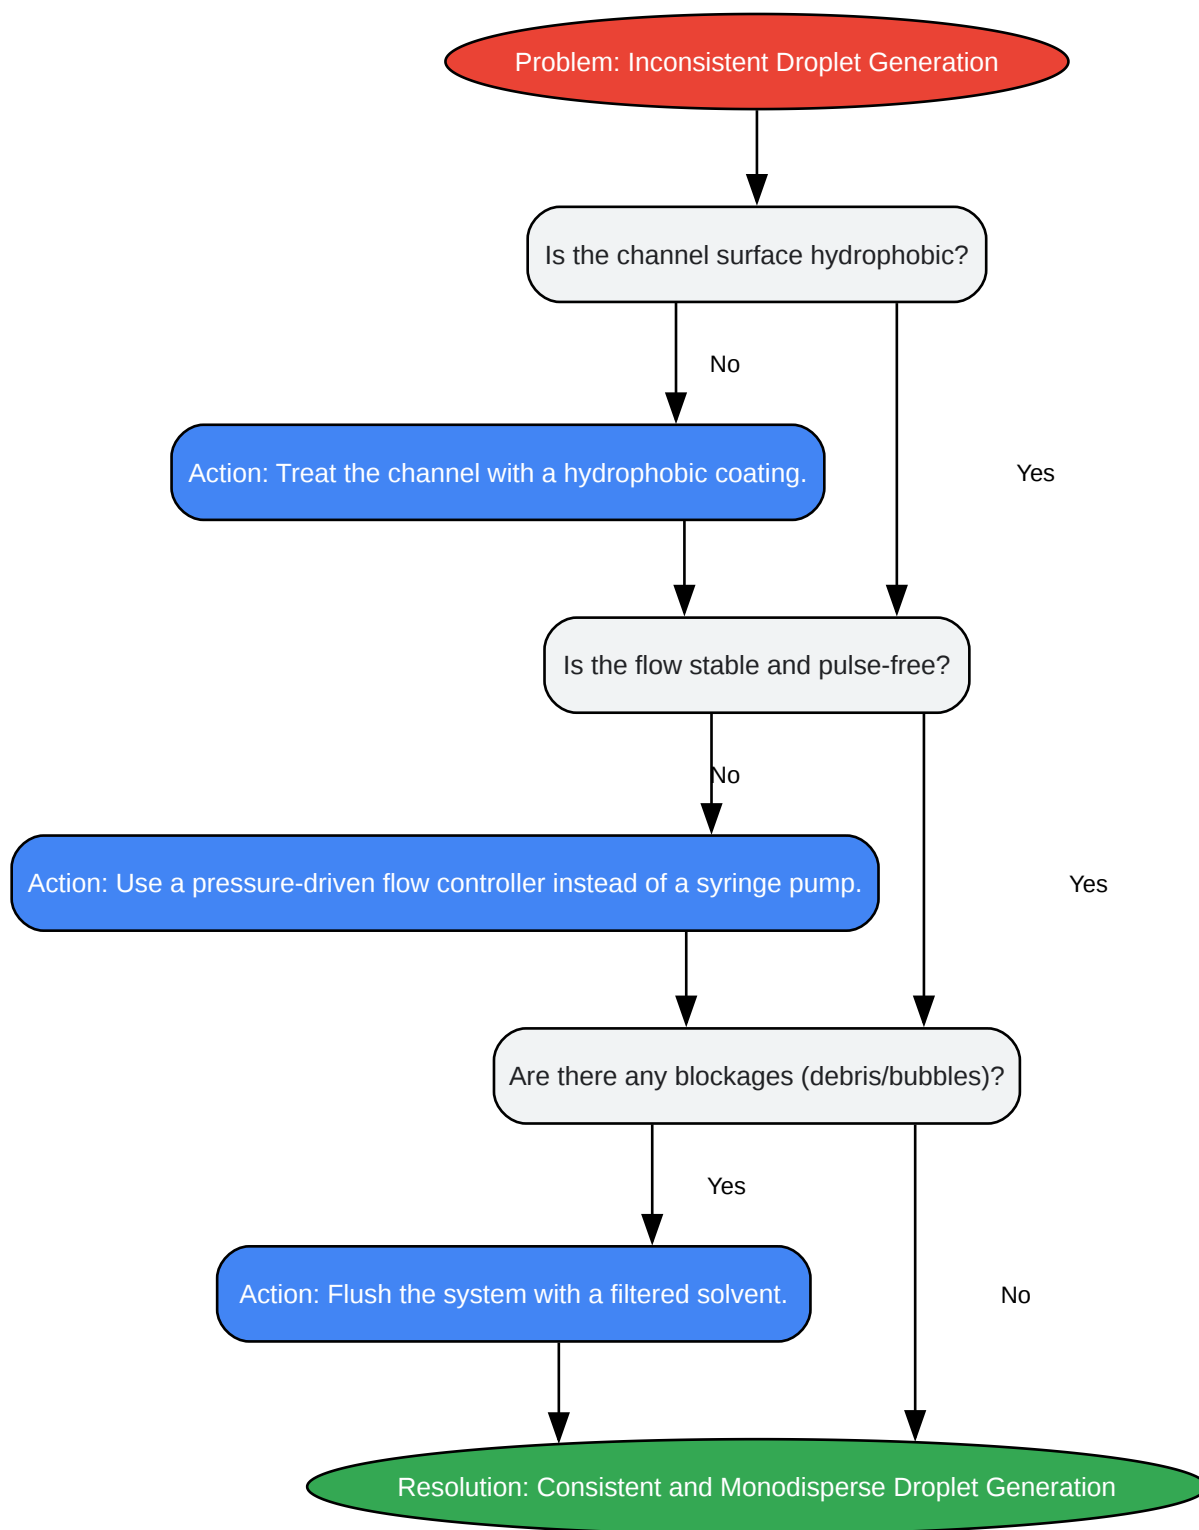 Problem: Inconsistent Droplet Generation
Is the channel surface hydrophobic?
No
Action: Treat the channel with a hydrophobic coating.
Yes
Is the flow stable and pulse-free?
No
Action: Use a pressure-driven flow controller instead of a syringe pump.
Yes
Are there any blockages (debris/bubbles)?
Yes
Action: Flush the system with a filtered solvent.
No
Resolution: Consistent and Monodisperse Droplet Generation